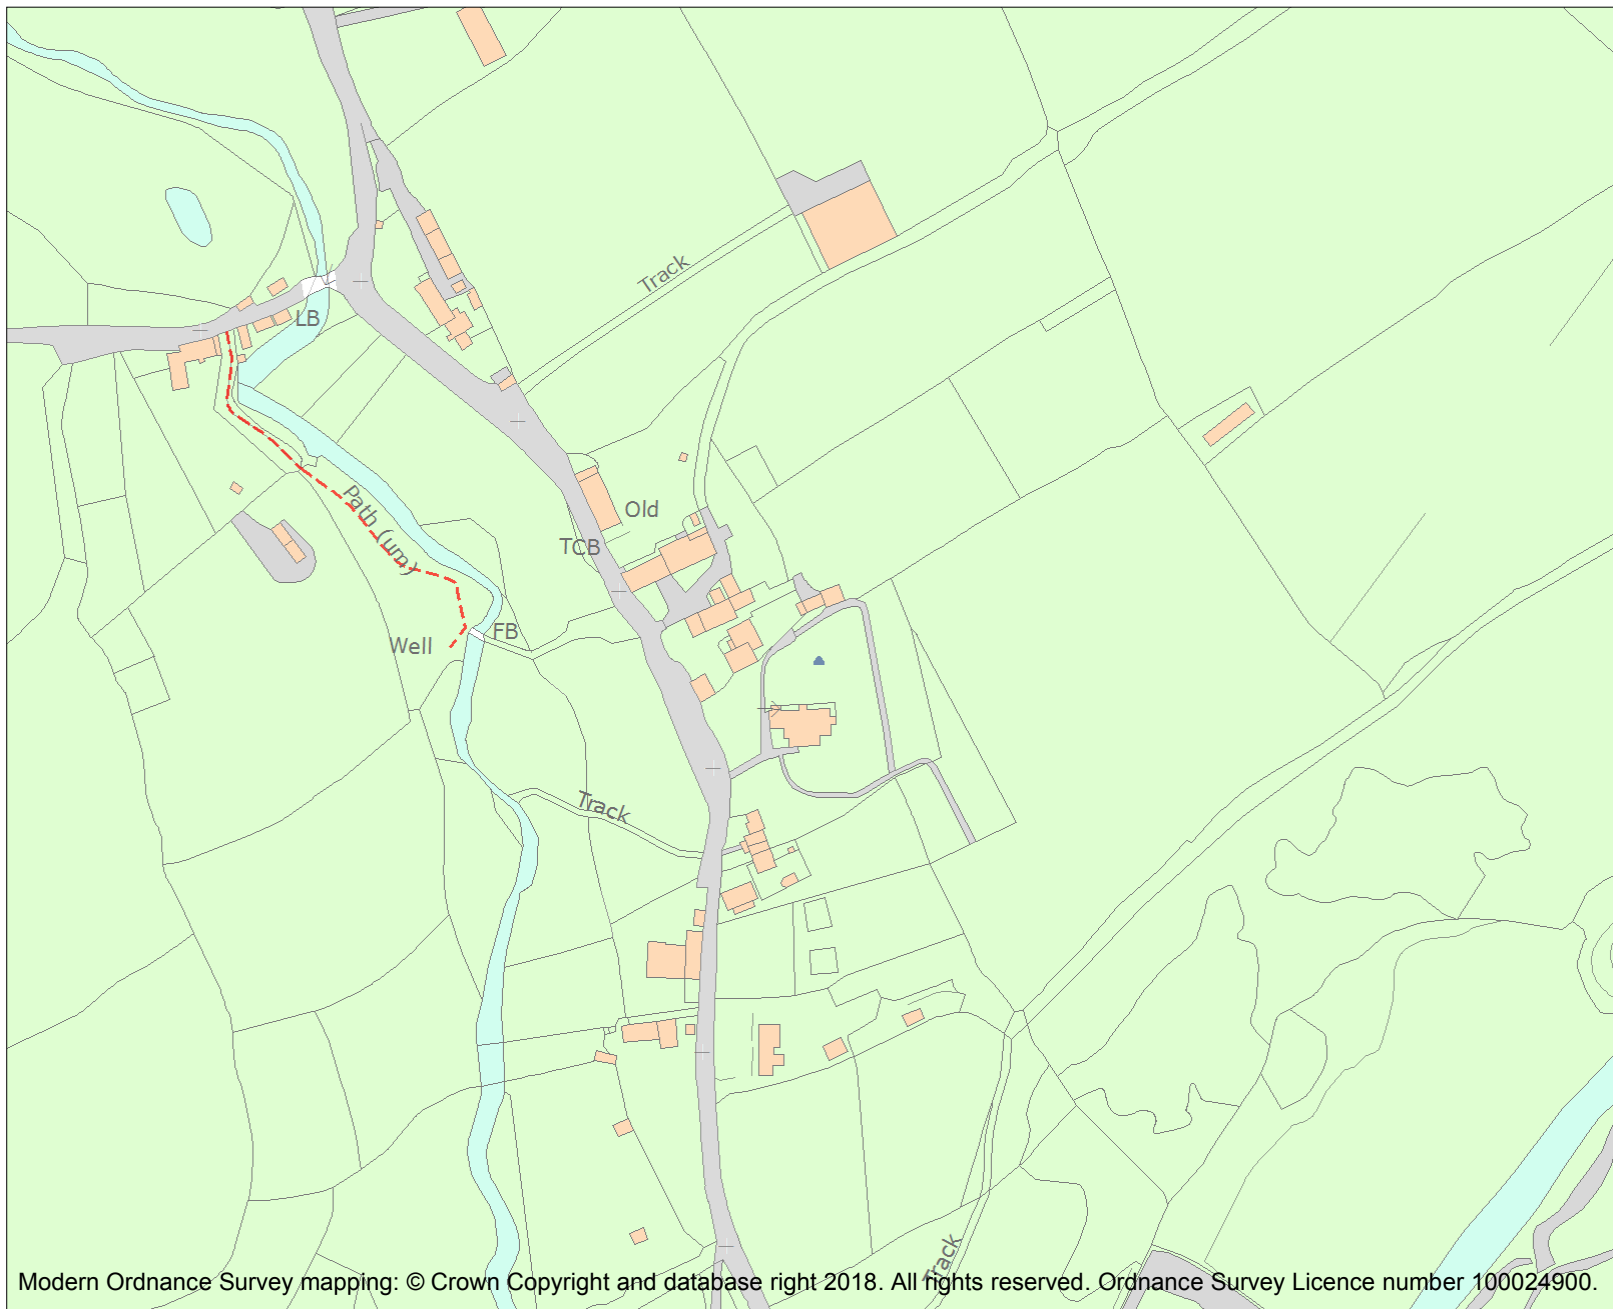 Track
LB
Path (um)
Old
TCB
FB
Well
Track
Track
Modern Ordnance Survey mapping: © Crown Copyright and database right 2018. All rights reserved. Ordnance Survey Licence number 100024900.